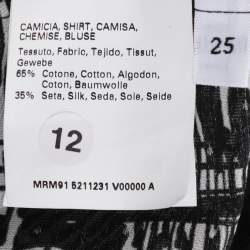 CAMICIA, SHIRT, CAMISA,
CHEMISE, BLUSE
Tessuto, Fabric, Tejido, Tissut,
Gewebe
65% Cotone, Cotton, Algodon,
Coton, Baumwolle
35% Seta, Silk, Seda, Soie, Seide
12
MRM91 5211231 V00000 A
25